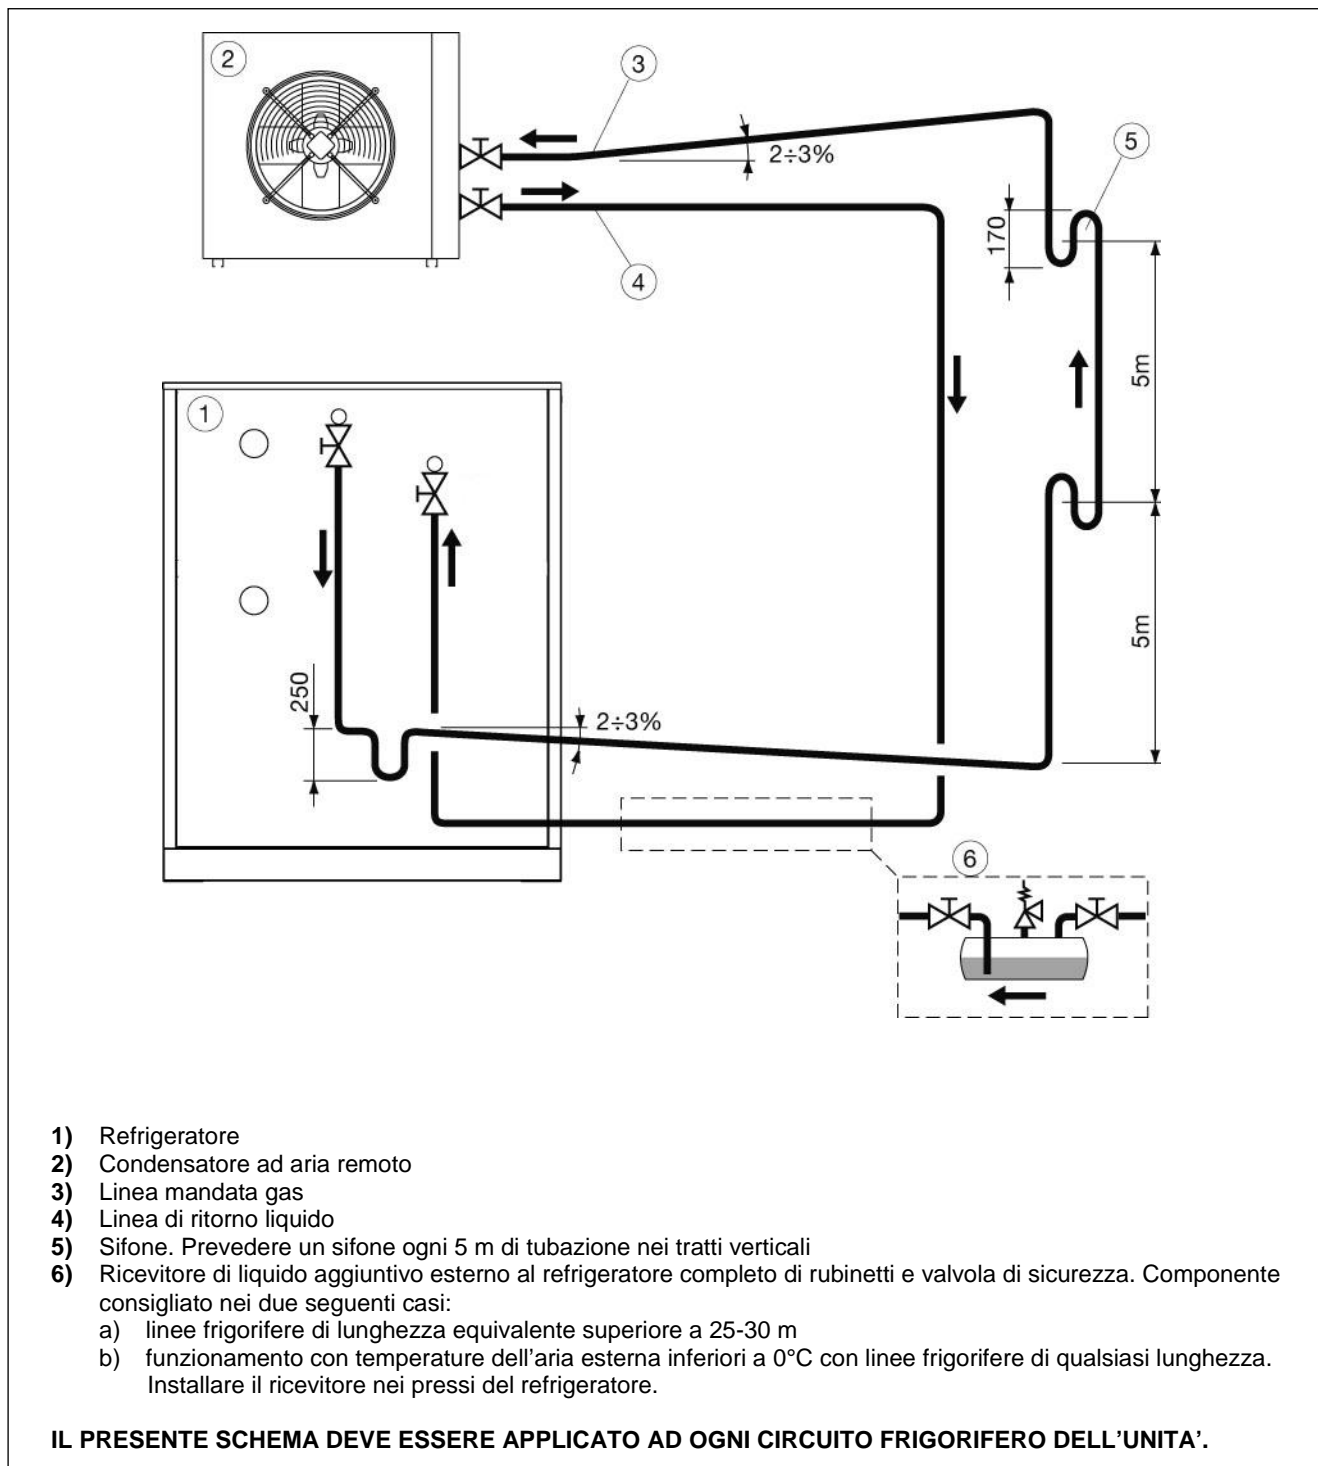 2
3
2÷3%
5
170
4
5m
1
5m
250
2÷3%
6
1) Refrigeratore
2) Condensatore ad aria remoto
3) Linea mandata gas
4) Linea di ritorno liquido
5) Sifone. Prevedere un sifone ogni 5 m di tubazione nei tratti verticali
6) Ricevitore di liquido aggiuntivo esterno al refrigeratore completo di rubinetti e valvola di sicurezza. Componente
consigliato nei due seguenti casi:
a) linee frigorifere di lunghezza equivalente superiore a 25-30 m
b) funzionamento con temperature dell’aria esterna inferiori a 0°C con linee frigorifere di qualsiasi lunghezza.
Installare il ricevitore nei pressi del refrigeratore.
IL PRESENTE SCHEMA DEVE ESSERE APPLICATO AD OGNI CIRCUITO FRIGORIFERO DELL’UNITA’.